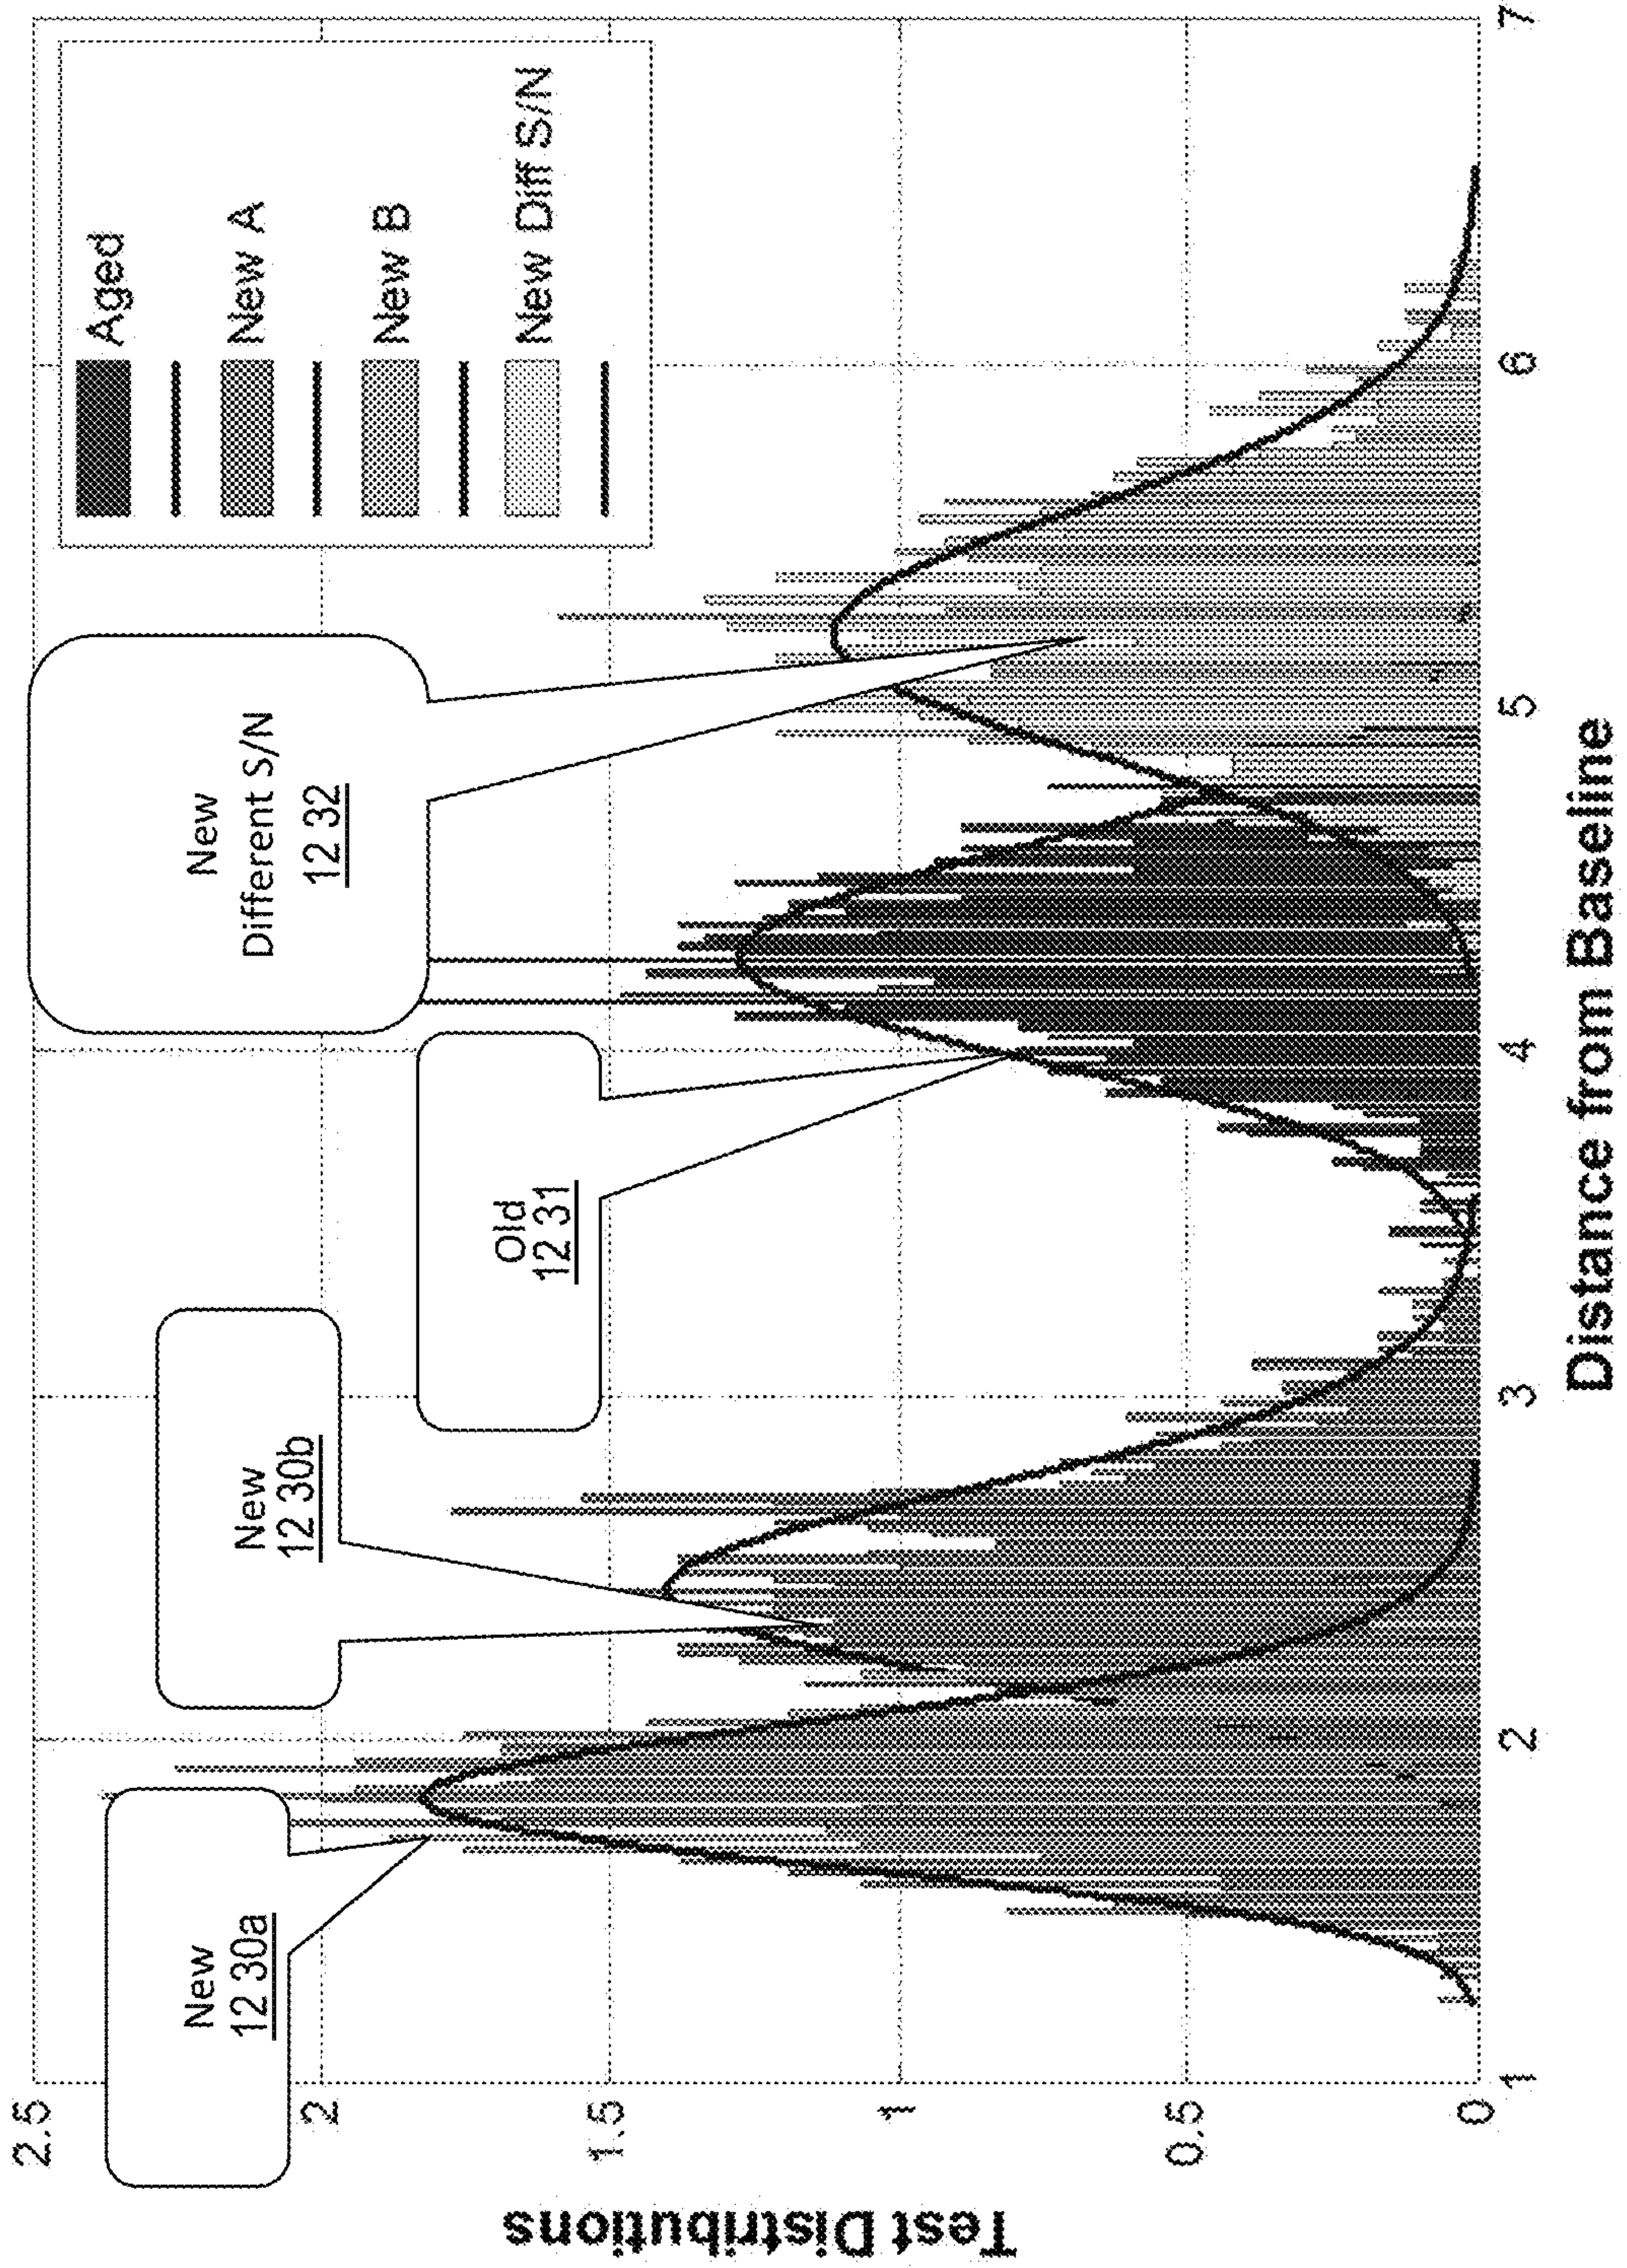 Test Distributions
2.5
2
1.5
1
0.5
0
1
2
3
4
5
6
7
Distance from Baseline
New
12 30a
New
12 30b
Old
12 31
New
Different S/N
12 32
Aged
New A
New B
New Diff S/N